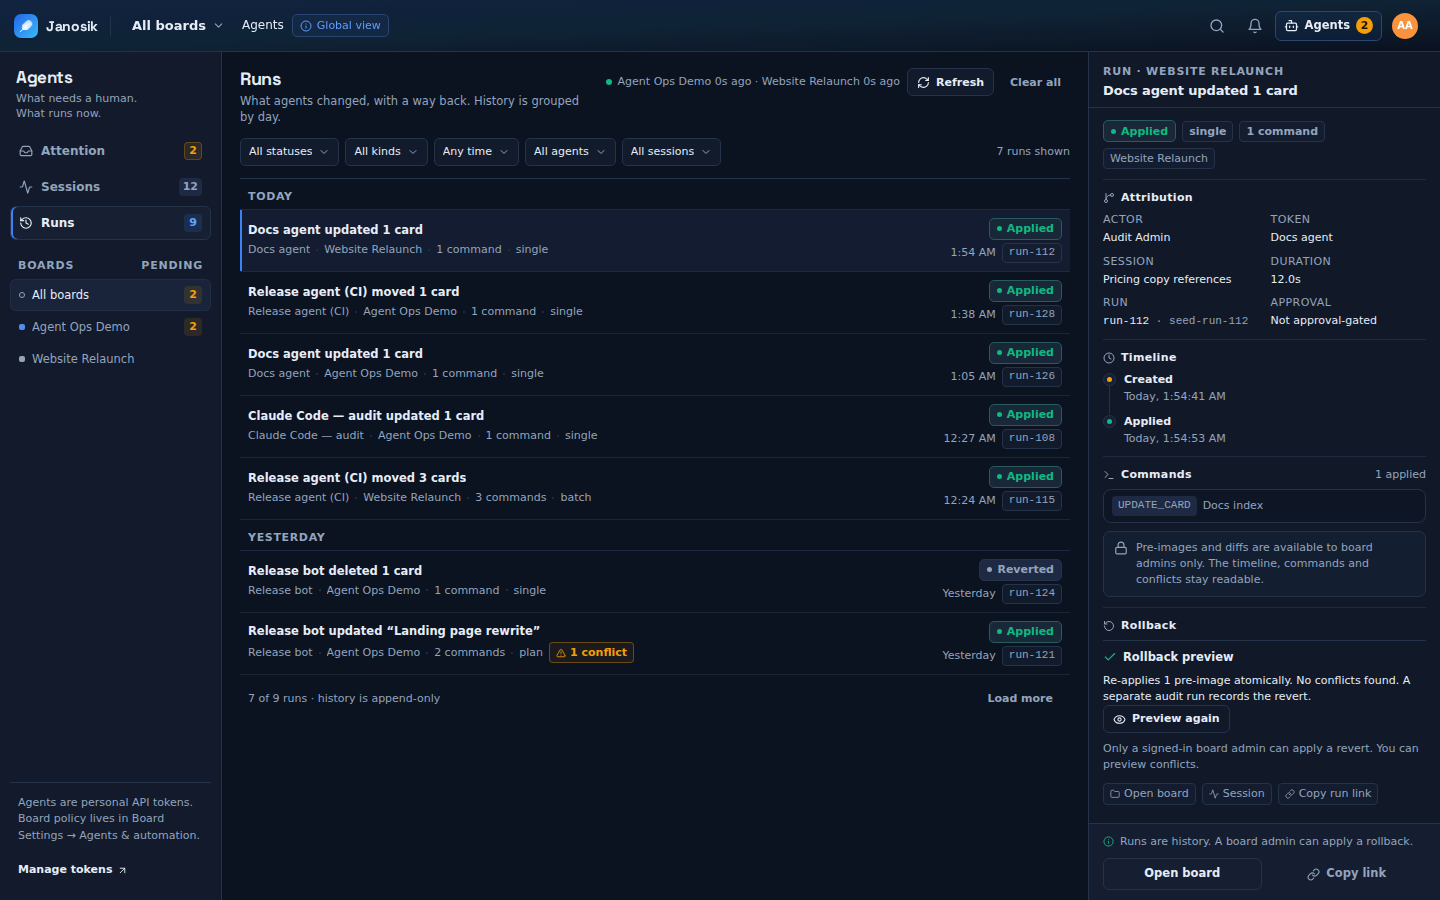 Janosik
All boards
Agents
Global view
Agents 2
AA
Agents
What needs a human.
What runs now.
Attention 2
Sessions 12
Runs 9
BOARDS PENDING
All boards 2
Agent Ops Demo 2
Website Relaunch
Agents are personal API tokens.
Board policy lives in Board
Settings → Agents & automation.
Manage tokens
Runs
What agents changed, with a way back. History is grouped
by day.
Agent Ops Demo 0s ago · Website Relaunch 0s ago
Refresh
Clear all
All statuses
All kinds
Any time
All agents
All sessions
7 runs shown
TODAY
Docs agent updated 1 card
Applied
Docs agent · Website Relaunch · 1 command · single
1:54 AM run-112
Release agent (CI) moved 1 card
Applied
Release agent (CI) · Agent Ops Demo · 1 command · single
1:38 AM run-128
Docs agent updated 1 card
Applied
Docs agent · Agent Ops Demo · 1 command · single
1:05 AM run-126
Claude Code — audit updated 1 card
Applied
Claude Code — audit · Agent Ops Demo · 1 command · single
12:27 AM run-108
Release agent (CI) moved 3 cards
Applied
Release agent (CI) · Website Relaunch · 3 commands · batch
12:24 AM run-115
YESTERDAY
Release bot deleted 1 card
Reverted
Release bot · Agent Ops Demo · 1 command · single
Yesterday run-124
Release bot updated “Landing page rewrite”
Applied
Release bot · Agent Ops Demo · 2 commands · plan 1 conflict
Yesterday run-121
7 of 9 runs · history is append-only
Load more
RUN · WEBSITE RELAUNCH
Docs agent updated 1 card
Applied single 1 command
Website Relaunch
Attribution
ACTOR TOKEN
Audit Admin Docs agent
SESSION DURATION
Pricing copy references 12.0s
RUN APPROVAL
run-112 · seed-run-112 Not approval-gated
Timeline
Created
Today, 1:54:41 AM
Applied
Today, 1:54:53 AM
Commands 1 applied
UPDATE_CARD Docs index
Pre-images and diffs are available to board
admins only. The timeline, commands and
conflicts stay readable.
Rollback
Rollback preview
Re-applies 1 pre-image atomically. No conflicts found. A
separate audit run records the revert.
Preview again
Only a signed-in board admin can apply a revert. You can
preview conflicts.
Open board Session Copy run link
Runs are history. A board admin can apply a rollback.
Open board Copy link